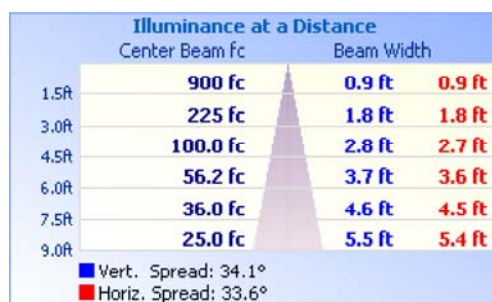 Illuminance at a Distance
Center Beam fc Beam Width
900 fc 0.9 ft 0.9 ft
1.5ft
225 fc 1.8 ft 1.8 ft
3.0ft
100.0 fc 2.8 ft 2.7 ft
4.5ft
56.2 fc 3.7 ft 3.6 ft
6.0ft
36.0 fc 4.6 ft 4.5 ft
7.5ft
25.0 fc 5.5 ft 5.4 ft
9.0ft
Vert. Spread: 34.1°
Horiz. Spread: 33.6°